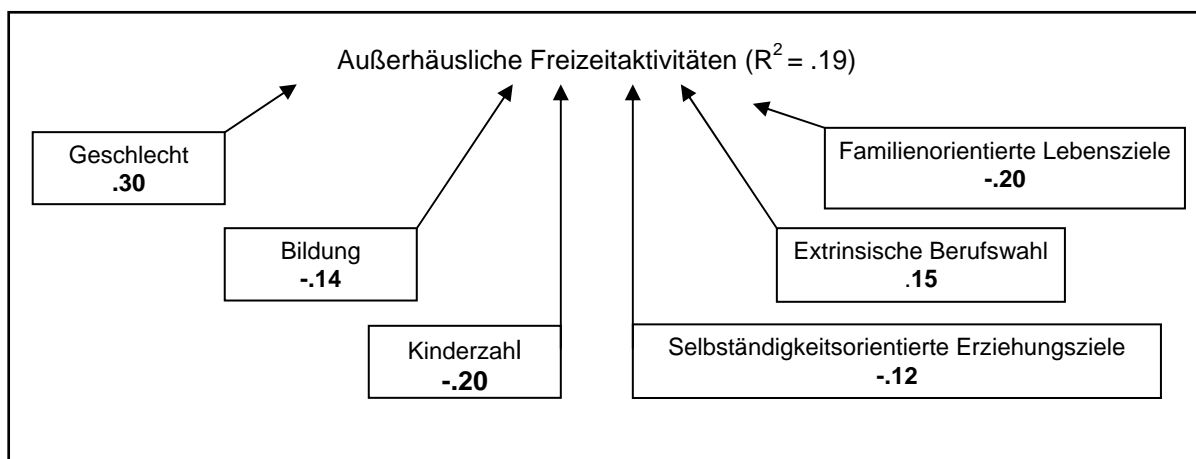 Außerhäusliche Freizeitaktivitäten (R² = .19)
Geschlecht
.30
Familienorientierte Lebensziele
-.20
Bildung
-.14
Extrinsische Berufswahl
.15
Kinderzahl
-.20
Selbständigkeitsorientierte Erziehungsziele
-.12